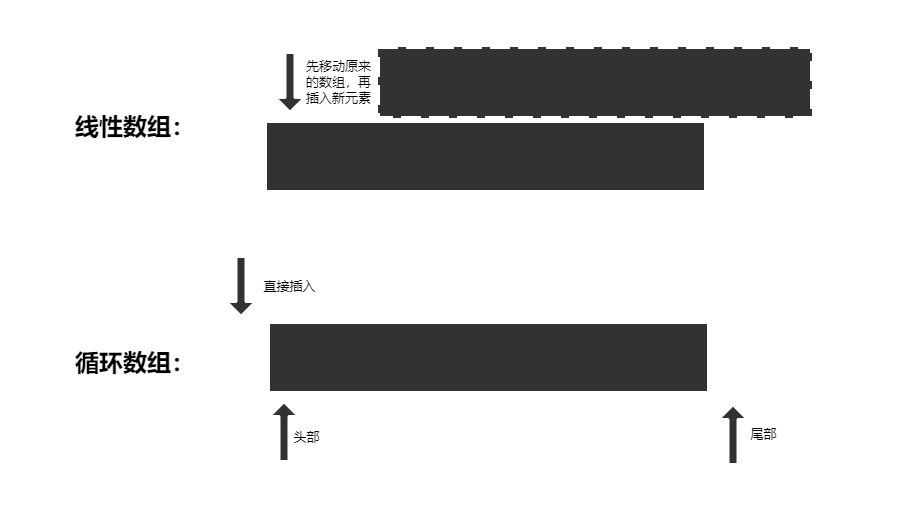 先移动原来
的数组，再
插入新元素
线性数组：
直接插入
循环数组：
头部
尾部